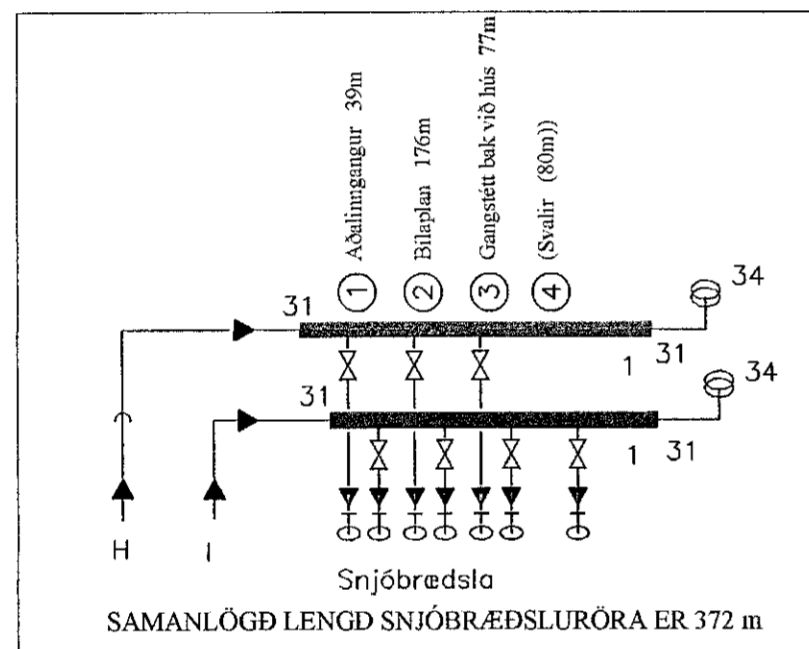 Aðalinngangur 39m
Bílaplan 176m
Gangstétt bak við hús 77m
(Svalir (80m))
1
2
3
4
31
34
31
1
31
34
1
31
H
I
Snjóbrædsla
SAMANLÖGÐ LENGD SNJÓBRÆÐSLURÖRA ER 372 m